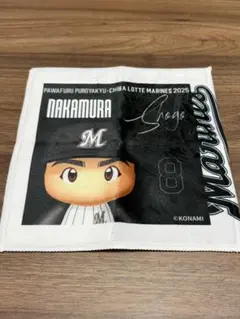 PAWAFURU PUROYAKYU×CHIBA LOTTE MARINES 2025
NAKAMURA
Shogo
M
8
Marines
©KONAMI